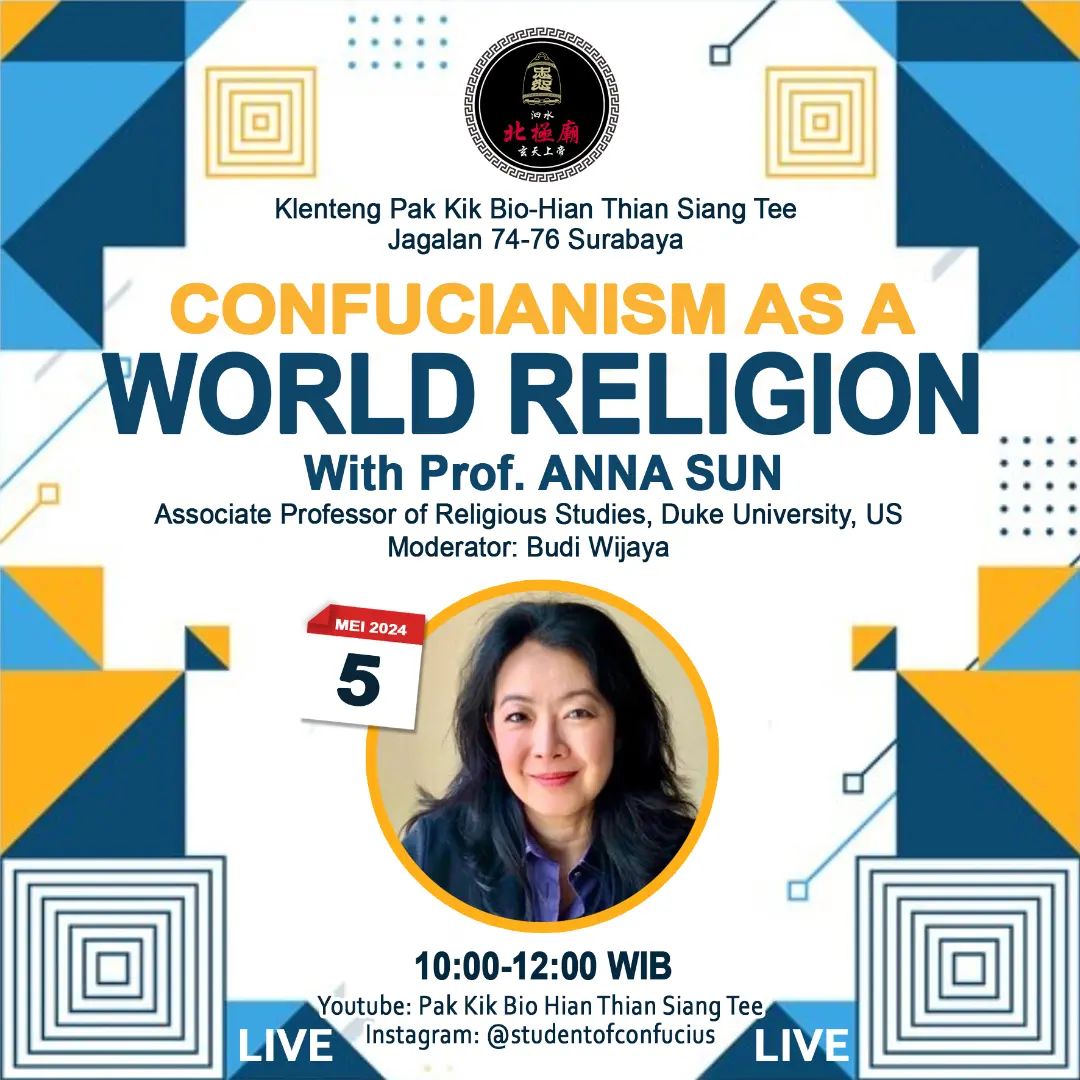 忠恕
泗水
北極廟
玄天上帝
Klenteng Pak Kik Bio-Hian Thian Siang Tee
Jagalan 74-76 Surabaya
CONFUCIANISM AS A
WORLD RELIGION
With Prof. ANNA SUN
Associate Professor of Religious Studies, Duke University, US
Moderator: Budi Wijaya
MEI 2024
5
10:00-12:00 WIB
Youtube: Pak Kik Bio Hian Thian Siang Tee
Instagram: @studentofconfucius
LIVE
LIVE